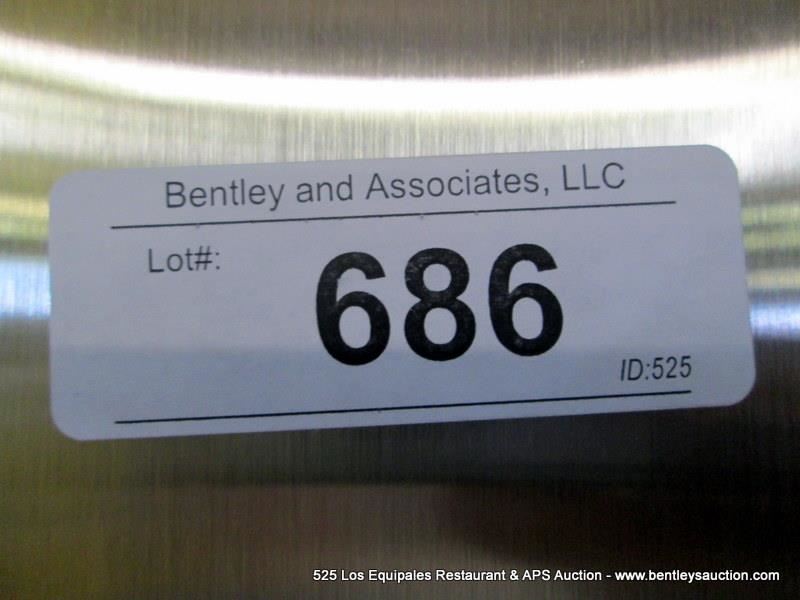 Bentley and Associates, LLC
Lot#:
686
ID:525
525 Los Equipales Restaurant & APS Auction - www.bentleysauction.com